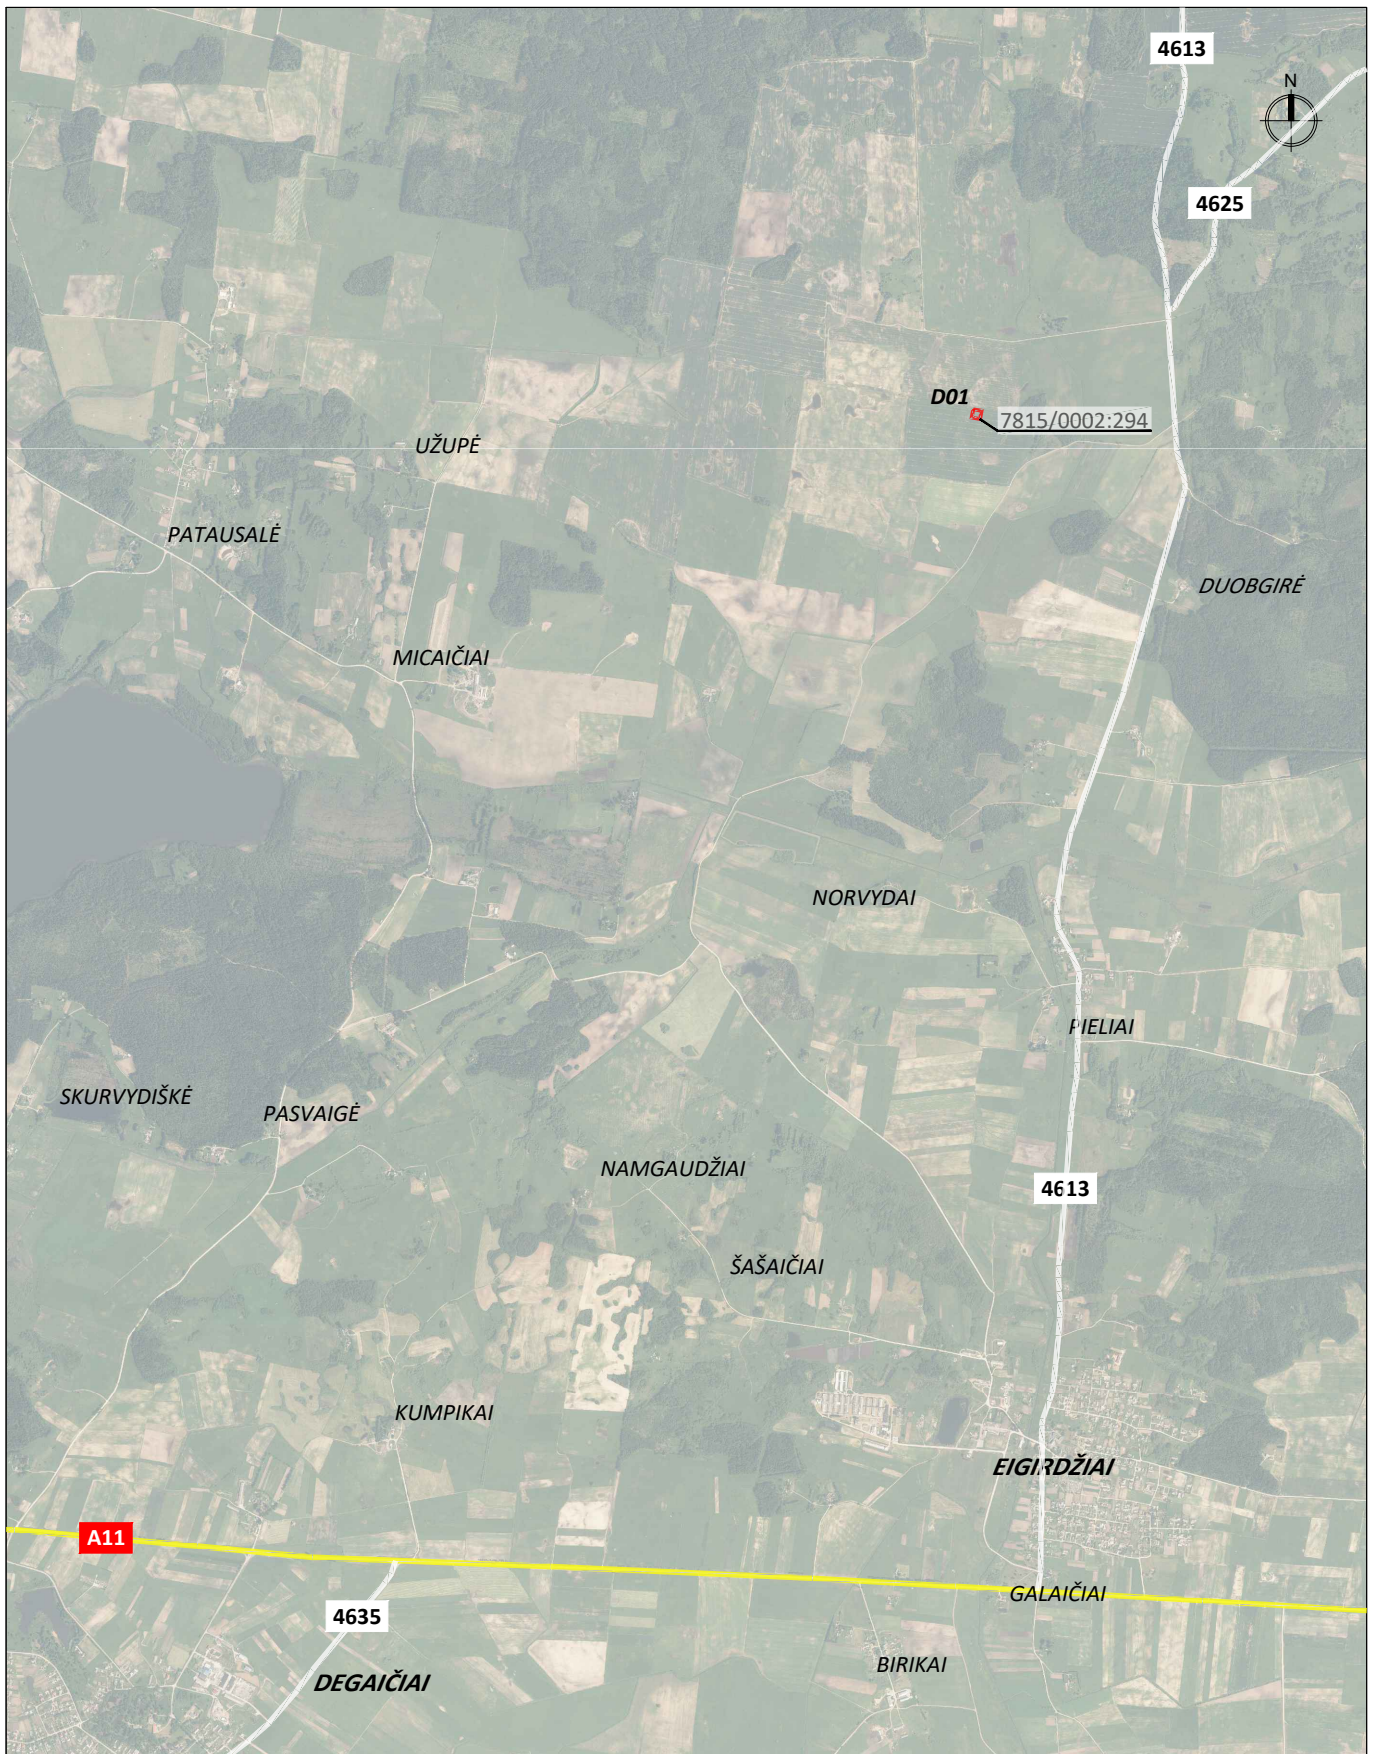 4613
N
4625
D01
7815/0002:294
UŽUPĖ
PATAUSALĖ
DUOBGIRĖ
MICAIČIAI
NORVYDAI
PIELIAI
SKURVYDIŠKĖ
PASVAIGĖ
NAMGAUDŽIAI
4613
ŠAŠAIČIAI
KUMPIKAI
EIGIRDŽIAI
A11
GALAIČIAI
4635
BIRIKAI
DEGAIČIAI